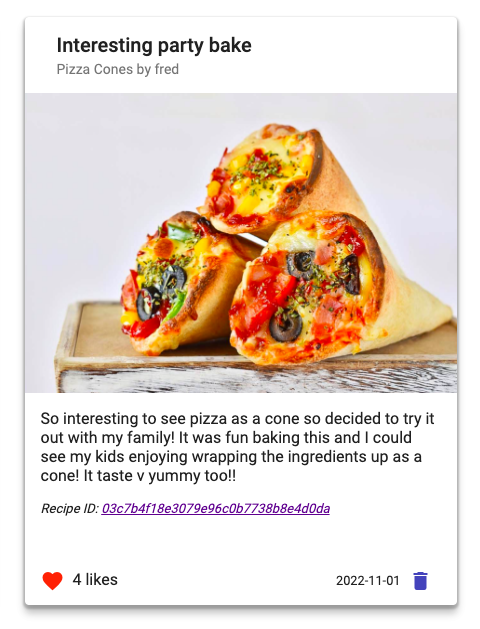 Interesting party bake
Pizza Cones by fred
So interesting to see pizza as a cone so decided to try it
out with my family! It was fun baking this and I could
see my kids enjoying wrapping the ingredients up as a
cone! It taste v yummy too!!
Recipe ID: 03c7b4f18e3079e96c0b7738b8e4d0da
4 likes
2022-11-01